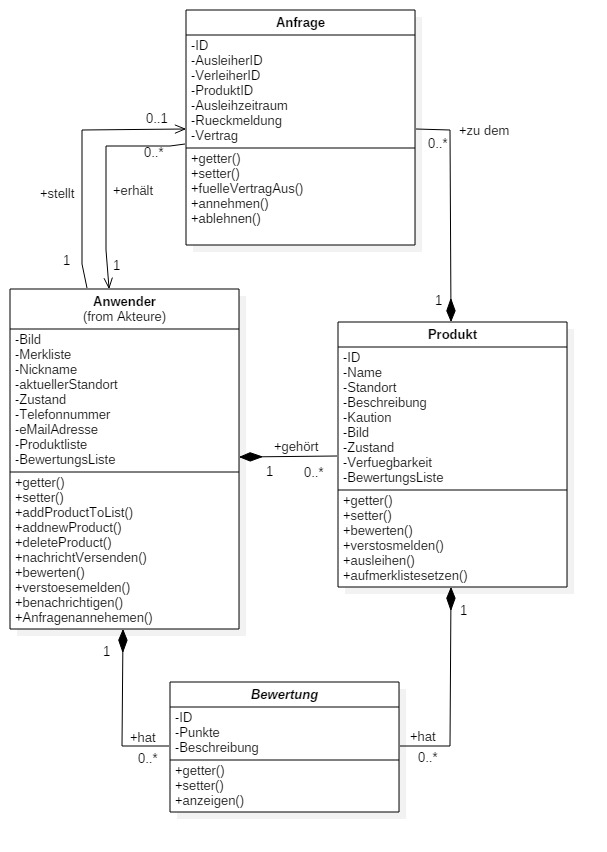 Anfrage
-ID
-AusleiherID
-VerleiherID
-ProduktID
-Ausleihzeitraum
-Rueckmeldung
-Vertrag
+getter()
+setter()
+fuelleVertragAus()
+annehmen()
+ablehnen()
0..1
0..*
+stellt
+erhält
1
1
+zu dem
0..*
1
Anwender
(from Akteure)
-Bild
-Merkliste
-Nickname
-aktuellerStandort
-Zustand
-Telefonnummer
-eMailAdresse
-Produktliste
-BewertungsListe
+getter()
+setter()
+addProductToList()
+addnewProduct()
+deleteProduct()
+nachrichtVersenden()
+bewerten()
+verstoesemelden()
+benachrichtigen()
+Anfragenannehemen()
+gehört
1
0..*
Produkt
-ID
-Name
-Standort
-Beschreibung
-Kaution
-Bild
-Zustand
-Verfuegbarkeit
-BewertungsListe
+getter()
+setter()
+bewerten()
+verstosmelden()
+ausleihen()
+aufmerklistesetzen()
1
+hat
0..*
1
+hat
0..*
Bewertung
-ID
-Punkte
-Beschreibung
+getter()
+setter()
+anzeigen()